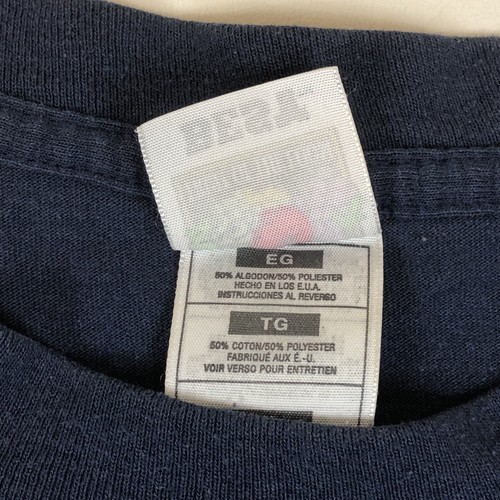 EG
50% ALGODON/50% POLIESTER
HECHO EN LOS E.U.A.
INSTRUCCIONES AL REVERSO
TG
50% COTON/50% POLYESTER
FABRIQUÉ AUX É.-U.
VOIR VERSO POUR ENTRETIEN